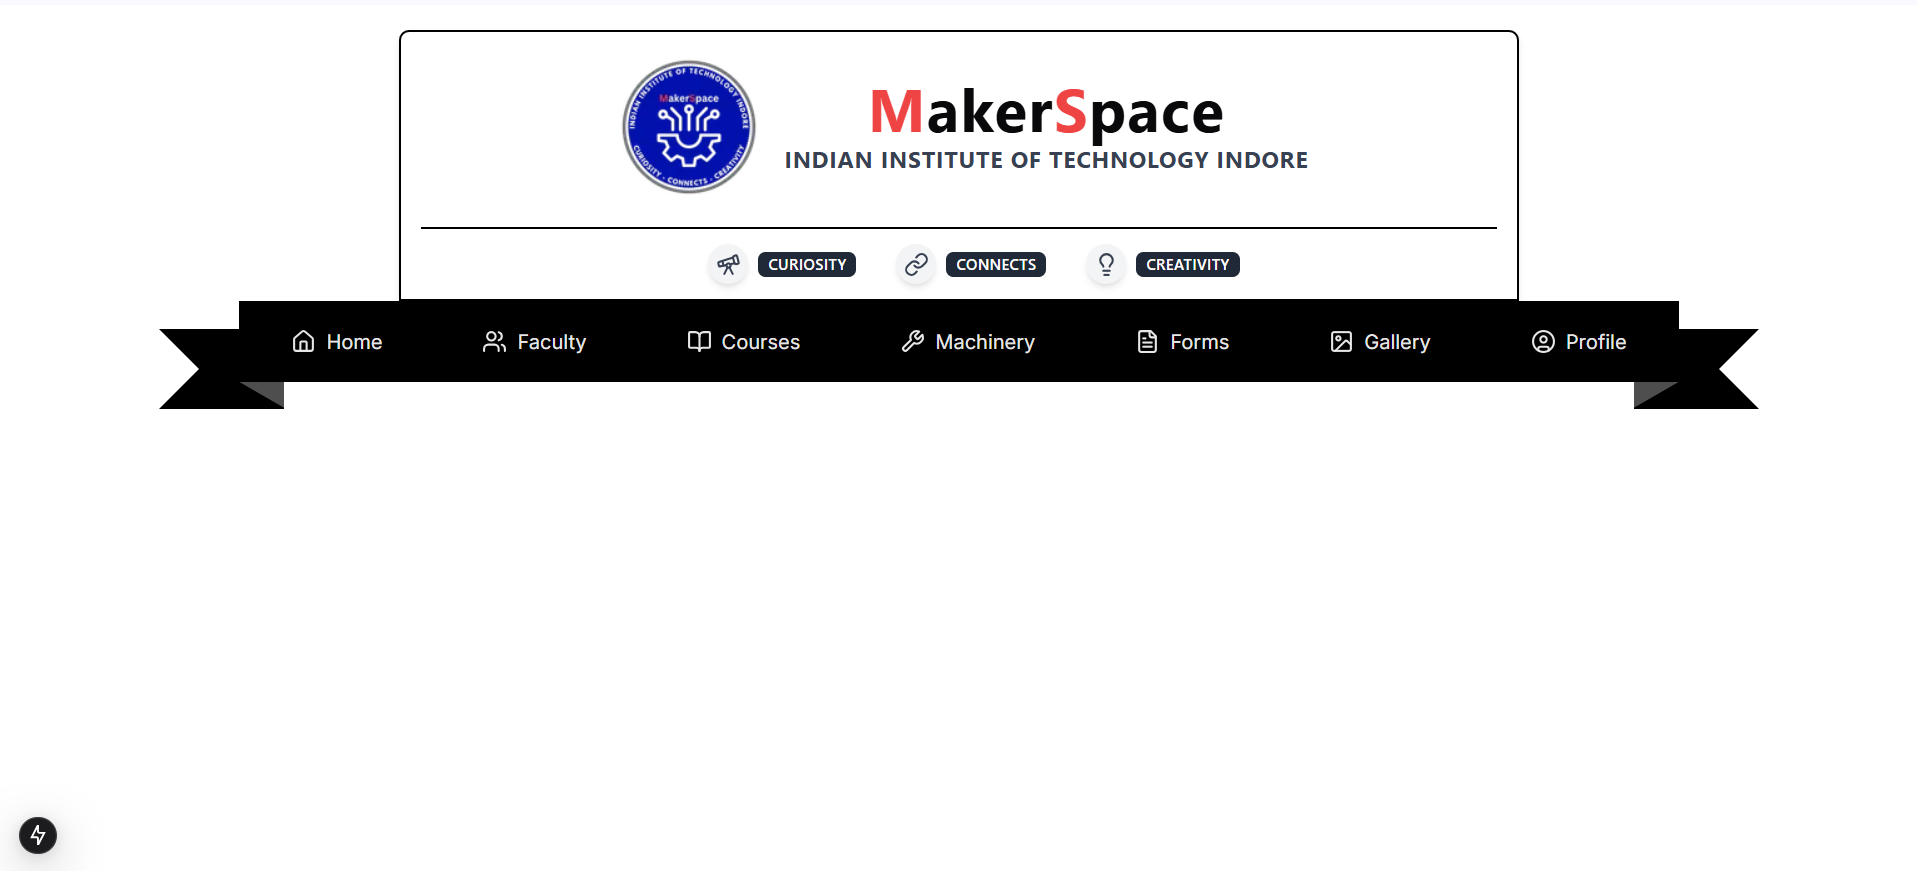 INDIAN INSTITUTE OF TECHNOLOGY INDORE
MakerSpace
CURIOSITY - CONNECTS - CREATIVITY
MakerSpace
INDIAN INSTITUTE OF TECHNOLOGY INDORE
CURIOSITY CONNECTS CREATIVITY
Home Faculty Courses Machinery Forms Gallery Profile